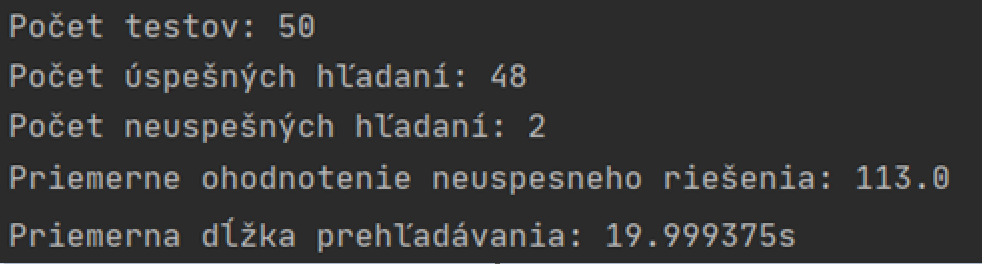 Počet testov: 50
Počet úspešných hľadaní: 48
Počet neuspešných hľadaní: 2
Priemerne ohodnotenie neuspesneho riešenia: 113.0
Priemerna dĺžka prehľadávania: 19.999375s